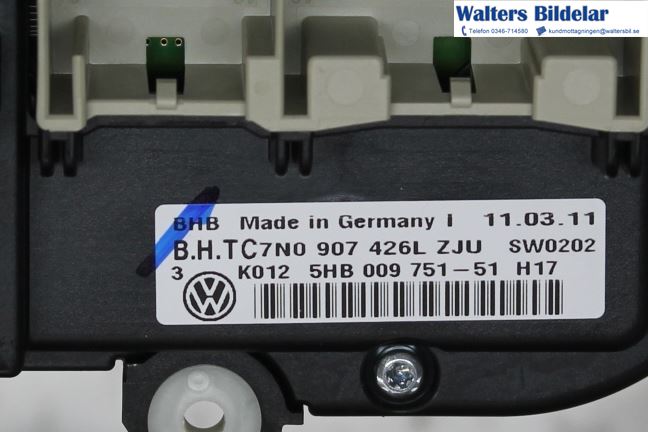 Walters Bildelar
Telefon 0346-714580 kundmottagningen@waltersbil.se
BHB Made in Germany I 11.03.11
B.H.TC7N0 907 426L ZJU SW0202
3 K012 5HB 009 751-51 H17